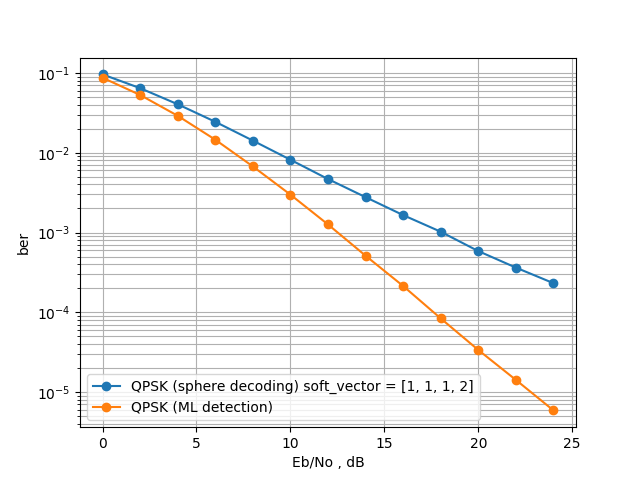 10⁻¹
10⁻²
10⁻³
10⁻⁴
10⁻⁵
ber
QPSK (sphere decoding) soft_vector = [1, 1, 1, 2]
QPSK (ML detection)
0 5 10 15 20 25
Eb/No , dB